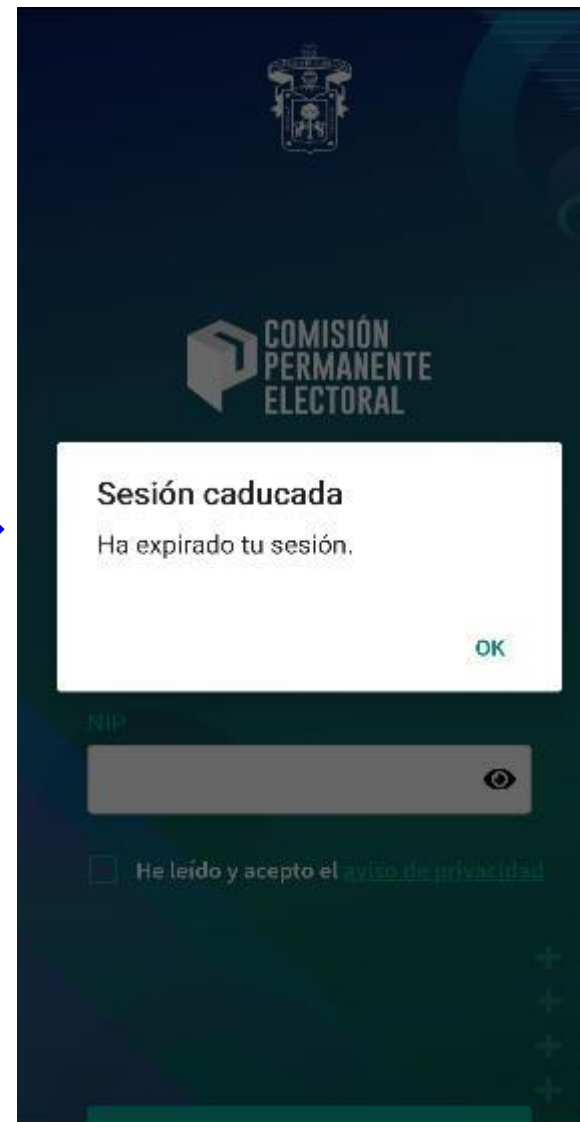 COMISIÓN
PERMANENTE
ELECTORAL
Sesión caducada
Ha expirado tu sesión.
OK
NIP
He leído y acepto el aviso de privacidad